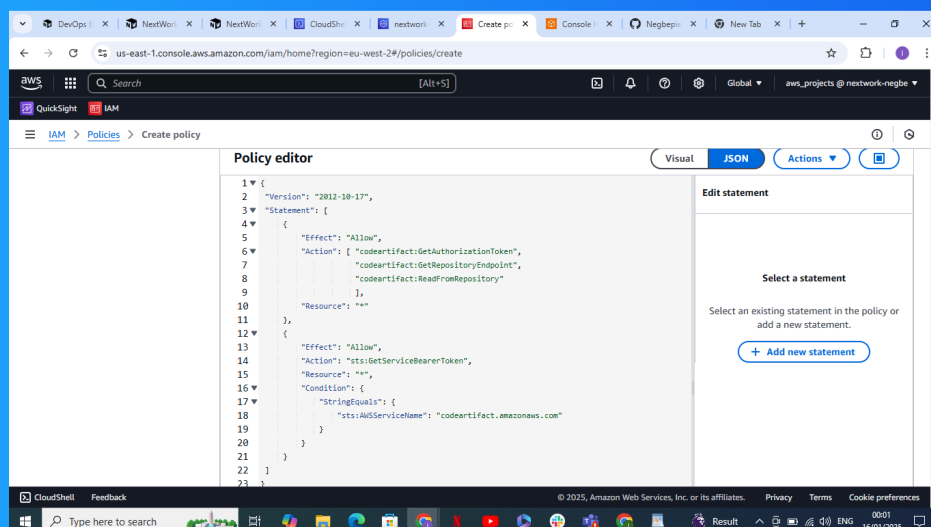 DevOps (
NextWork
NextWork
CloudShe
nextwork-
Create po
Console
Negbepie
New Tab
us-east-1.console.aws.amazon.com/iam/home?region=eu-west-2#/policies/create
aws
Search
[Alt+S]
Global
aws_projects @ nextwork-negbe
QuickSight
IAM
IAM > Policies > Create policy
Policy editor
Visual
JSON
Actions
1 {
2 "Version": "2012-10-17",
3 "Statement": [
4 {
5 "Effect": "Allow",
6 "Action": [ "codeartifact:GetAuthorizationToken",
7 "codeartifact:GetRepositoryEndpoint",
8 "codeartifact:ReadFromRepository"
9 ],
10 "Resource": "*"
11 },
12 {
13 "Effect": "Allow",
14 "Action": "sts:GetServiceBearerToken",
15 "Resource": "*",
16 "Condition": {
17 "StringEquals": {
18 "sts:AWSServiceName": "codeartifact.amazonaws.com"
19 }
20 }
21 }
22 ]
23 }
Edit statement
Select a statement
Select an existing statement in the policy or
add a new statement.
+ Add new statement
CloudShell
Feedback
© 2025, Amazon Web Services, Inc. or its affiliates.
Privacy
Terms
Cookie preferences
Type here to search
Result
ENG
00:01
16/01/2025